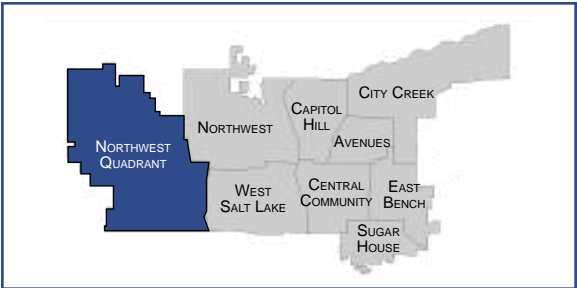 CITY CREEK
CAPITOL
HILL
NORTHWEST
AVENUES
NORTHWEST
QUADRANT
WEST
SALT LAKE
CENTRAL
COMMUNITY
EAST
BENCH
SUGAR
HOUSE